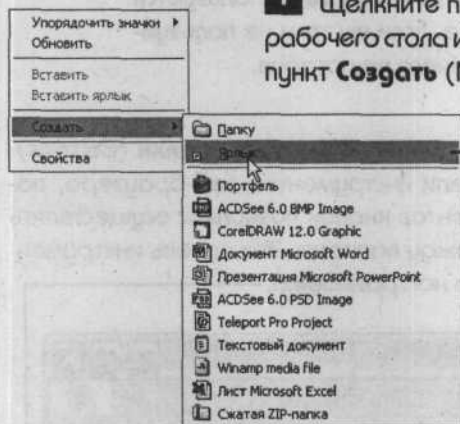 Щелкните п
рабочего стола и
пункт Создать (N
Упорядочить значки
Обновить
Вставить
Вставить ярлык
Создать
Свойства
Папку
Ярлык
Портфель
ACDSee 6.0 BMP Image
CorelDRAW 12.0 Graphic
Документ Microsoft Word
Презентация Microsoft PowerPoint
ACDSee 6.0 PSD Image
Teleport Pro Project
Текстовый документ
Winamp media file
Лист Microsoft Excel
Сжатая ZIP-папка